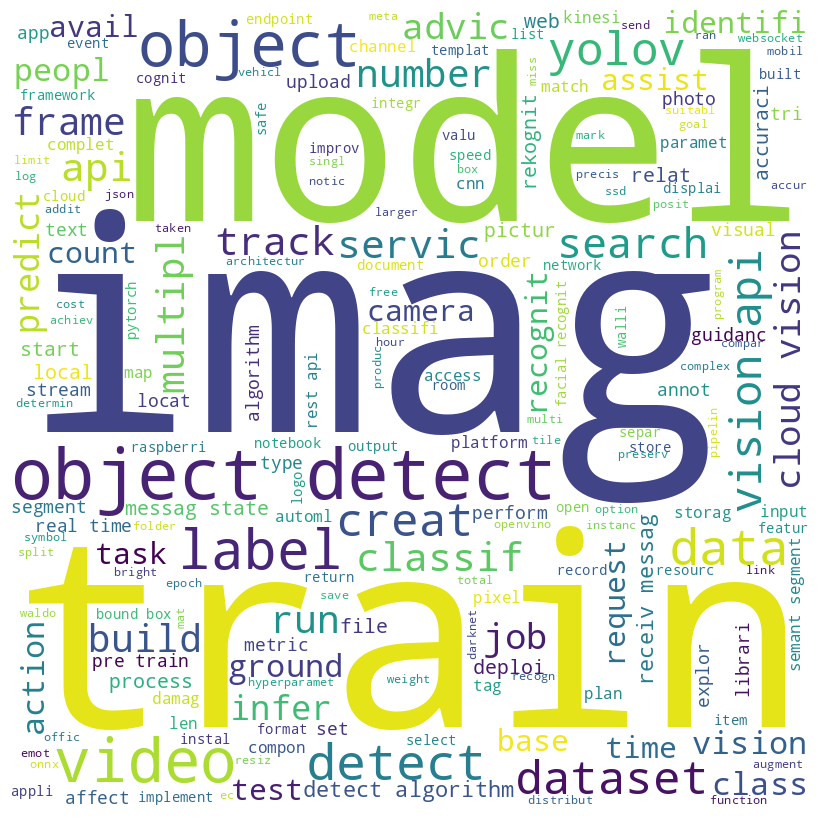 endpoint
meta
send
kinesi
identifi
app
avail
object
advic
web
list
ran
websocket
event
channel
templat
mobil
peopl
cognit
vehicl
upload
number
yolov
built
framework
integr
match
assist
miss
photo
suitabl
goal
tri
frame
safe
model
improv
valu
speed
box
cnn
rekognit
mark
paramet
accuraci
complet
api
singl
notic
precis
ssd
relat
displai
limit
log
cloud
json
larger
posit
accur
addit
taken
text
predict
count
track
servic
pictur
search
visual
architectur
document
order
network
multipl
imag
camera
recognit
vision api
cloud vision
cost
achiev
pytorch
free
classifi
facial recognit
walli
program
compar
guidanc
start
local
map
algorithm
hour
produc
rest api
access
room
complex
stream
locat
multi
tile
annot
determin
raspberri
notebook
output
platform
separ
store
preserv
pipelin
object detect
type
logo
segment
messag state
real time
automl
creat
perform
openvino
open
option
instanc
storag
input
featur
symbol
folder
split
task
label
classif
record
data
resourc
link
bright
epoch
return
total
semant segment
waldo
bound box
mat
save
pixel
train
request
receiv messag
action
build
run
file
darknet
job
explor
librari
pre train
metric
ground
deploi
recogn
process
hyperparamet
weight
tag
plan
damag
len
infer
format
set
item
offic
instal
compon
select
base
time
vision
emot
onnx
video
resiz
detect
augment
appli
affect
implement
ec
test
detect algorithm
dataset
class
distribut
function